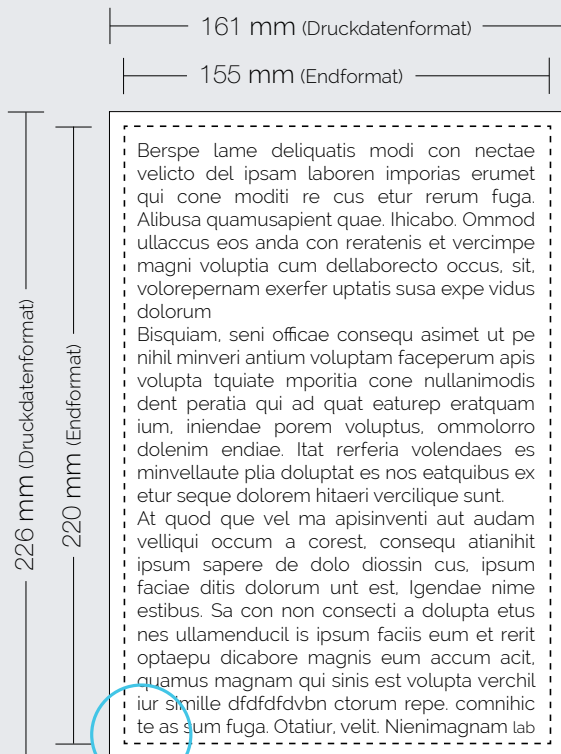 161 mm (Druckdatenformat)
155 mm (Endformat)
226 mm (Druckdatenformat)
220 mm (Endformat)
Berspe lame deliquatis modi con nectae
velicto del ipsam laboren imporias erumet
qui cone moditi re cus etur rerum fuga.
Alibusa quamusapient quae. Ihicabo. Ommod
ullaccus eos anda con reratenis et vercimpe
magni voluptia cum dellaborecto occus, sit,
volorepernam exerfer uptatis susa expe vidus
dolorum
Bisquiam, seni officae consequ asimet ut pe
nihil minveri antium voluptam faceperum apis
volupta tquiate mporitia cone nullanimodis
dent peratia qui ad quat eaturep eratquam
ium, iniendae porem voluptus, ommolorro
dolenim endiae. Itat rerferia volendaes es
minvellaute plia doluptat es nos eatquibus ex
etur seque dolorem hitaeri vercilique sunt.
At quod que vel ma apisinventi aut audam
velliqui occum a corest, consequ atianihit
ipsum sapere de dolo diossin cus, ipsum
faciae ditis dolorum unt est, Igendae nime
estibus. Sa con non consecti a dolupta etus
nes ullamenducil is ipsum faciis eum et rerit
optaepu dicabore magnis eum accum acit,
quamus magnam qui sinis est volupta verchil
iur simille dfdfdfdvbn ctorum repe. comnihic
te as sum fuga. Otatiur, velit. Nienimagnam lab